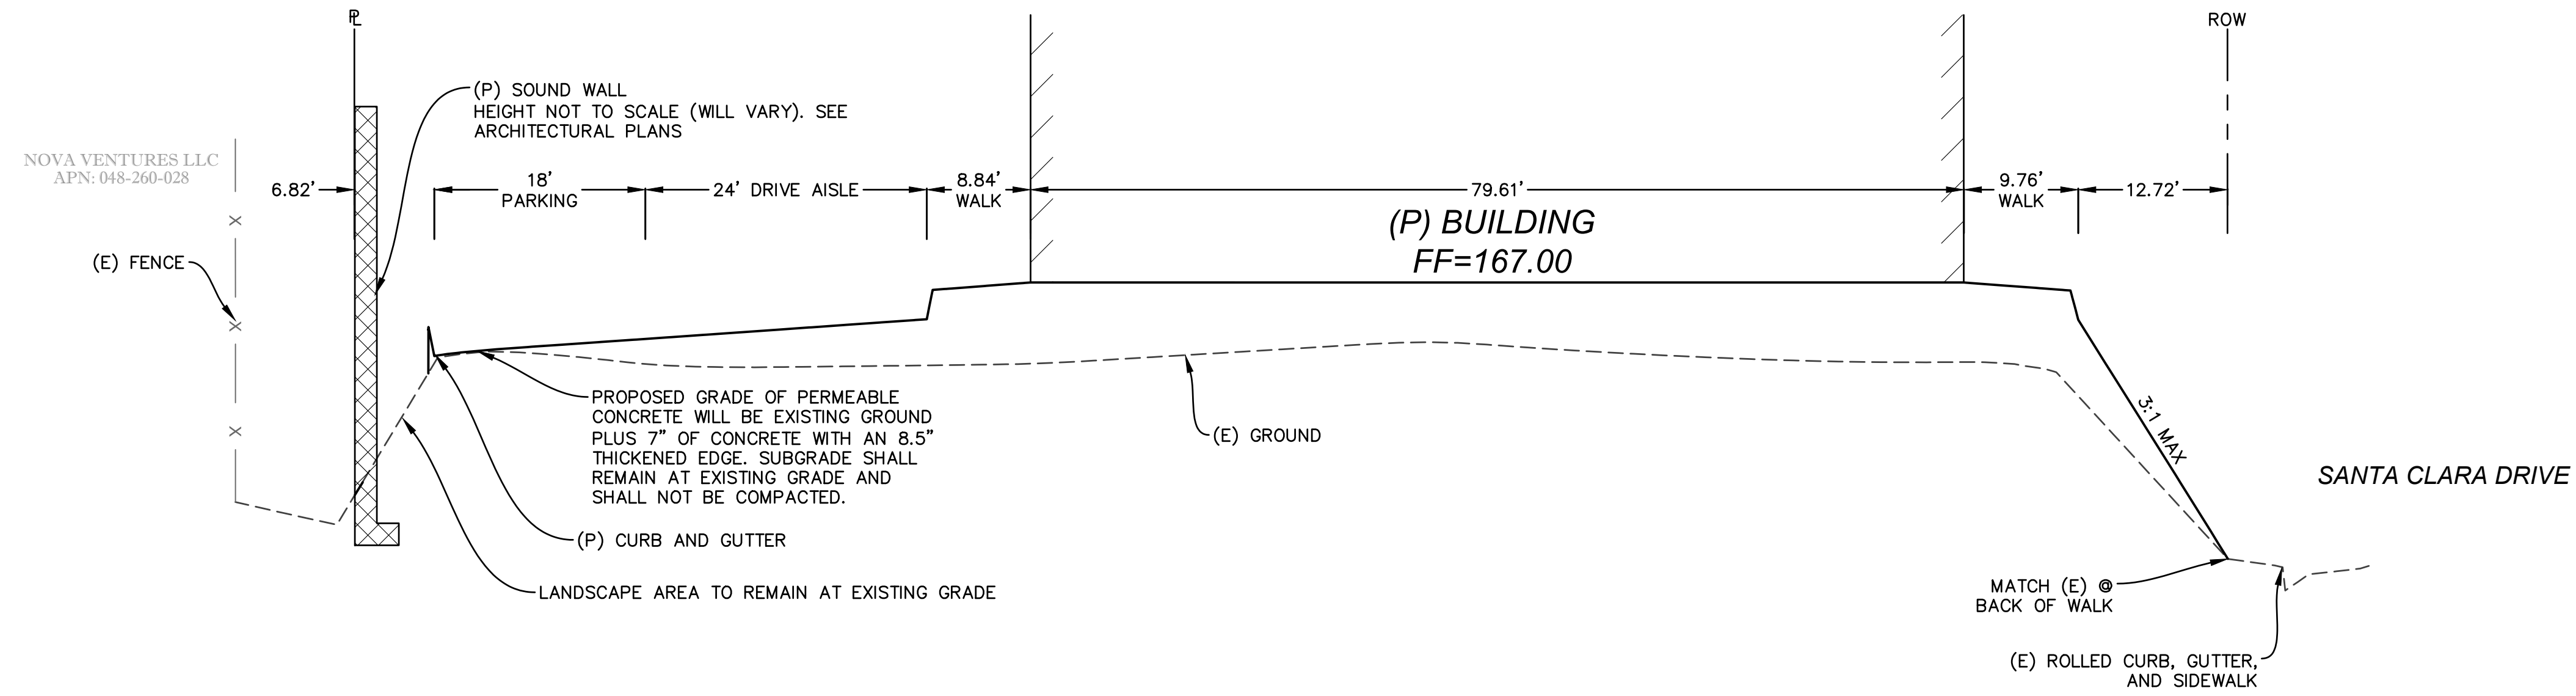 PL
ROW
(P) SOUND WALL
HEIGHT NOT TO SCALE (WILL VARY). SEE
ARCHITECTURAL PLANS
NOVA VENTURES LLC
APN: 048-260-028
6.82'
18'
PARKING
24' DRIVE AISLE
8.84'
WALK
79.61'
9.76'
WALK
12.72'
(P) BUILDING
FF=167.00
X
(E) FENCE
X
X
PROPOSED GRADE OF PERMEABLE
CONCRETE WILL BE EXISTING GROUND
PLUS 7" OF CONCRETE WITH AN 8.5"
THICKENED EDGE. SUBGRADE SHALL
REMAIN AT EXISTING GRADE AND
SHALL NOT BE COMPACTED.
(E) GROUND
3:1 MAX
SANTA CLARA DRIVE
(P) CURB AND GUTTER
LANDSCAPE AREA TO REMAIN AT EXISTING GRADE
MATCH (E) @
BACK OF WALK
(E) ROLLED CURB, GUTTER,
AND SIDEWALK